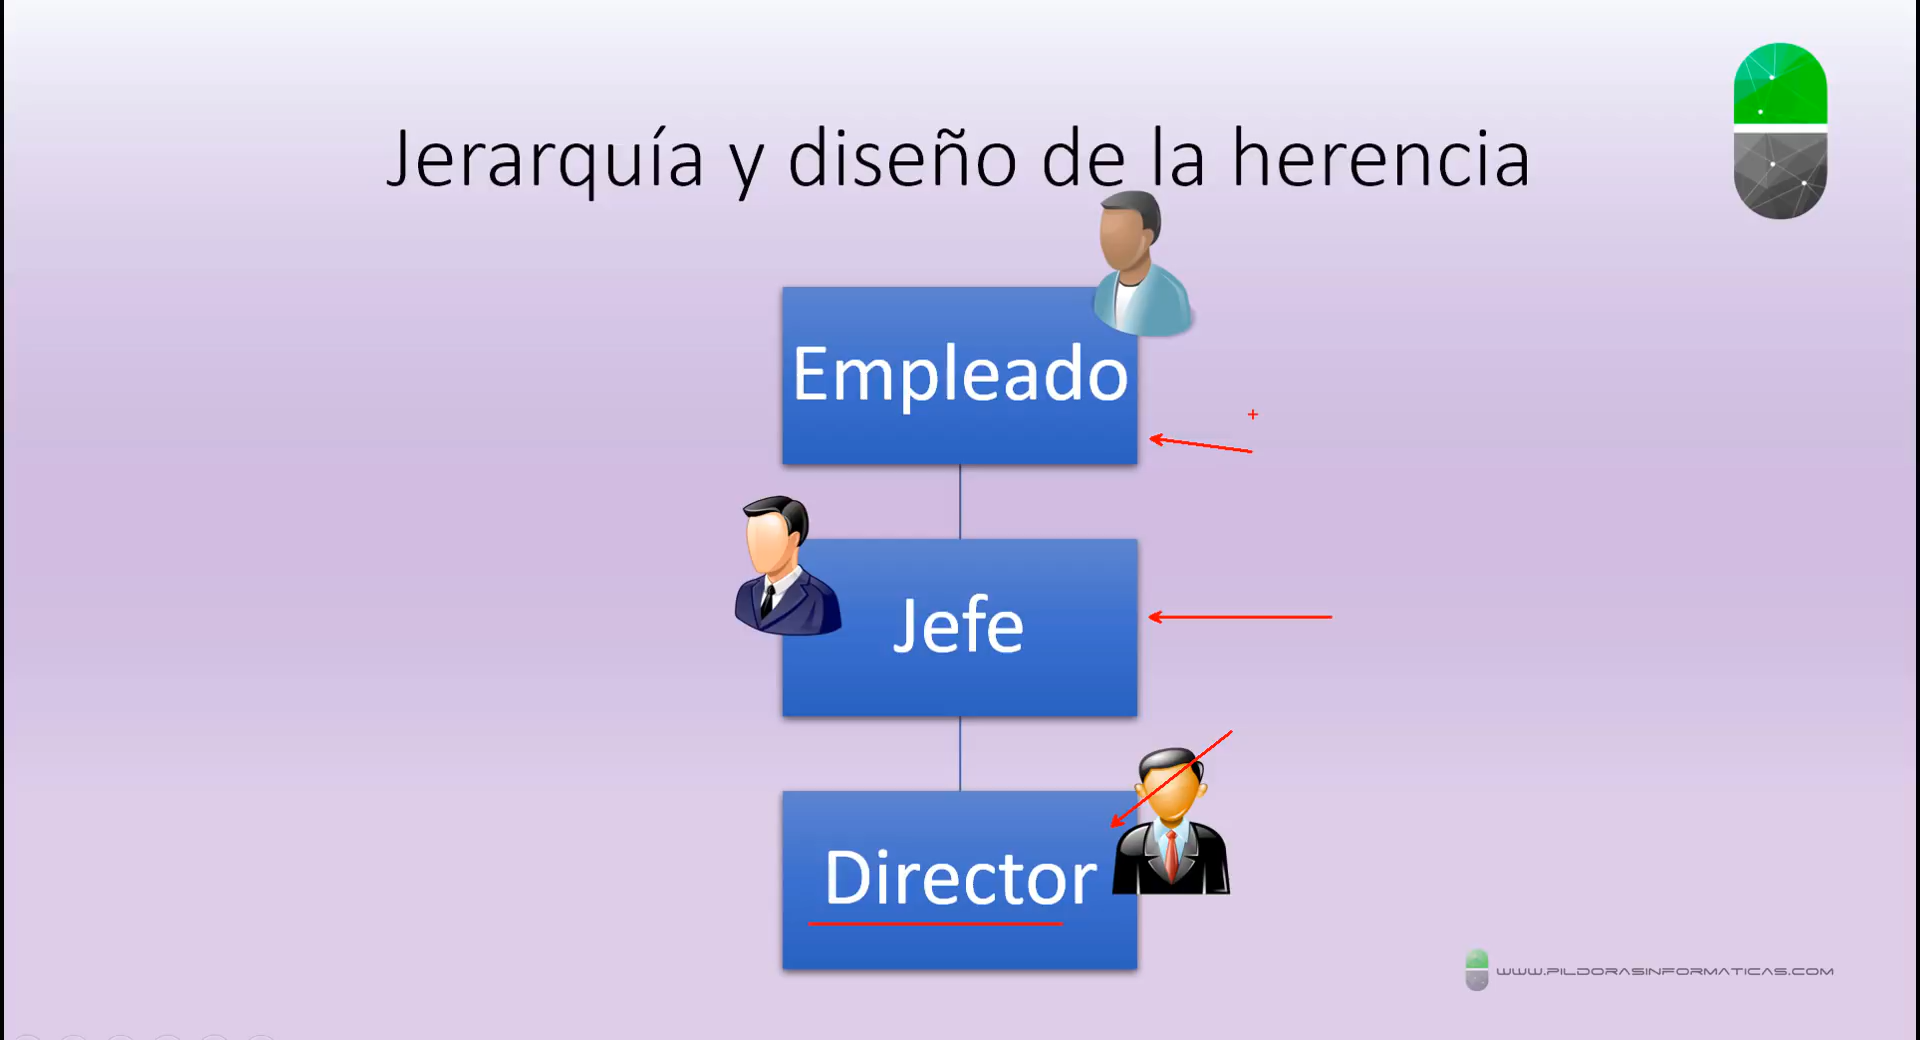 Jerarquía y diseño de la herencia
Empleado
Jefe
Director
WWW.PILDORASINFORMATICAS.COM